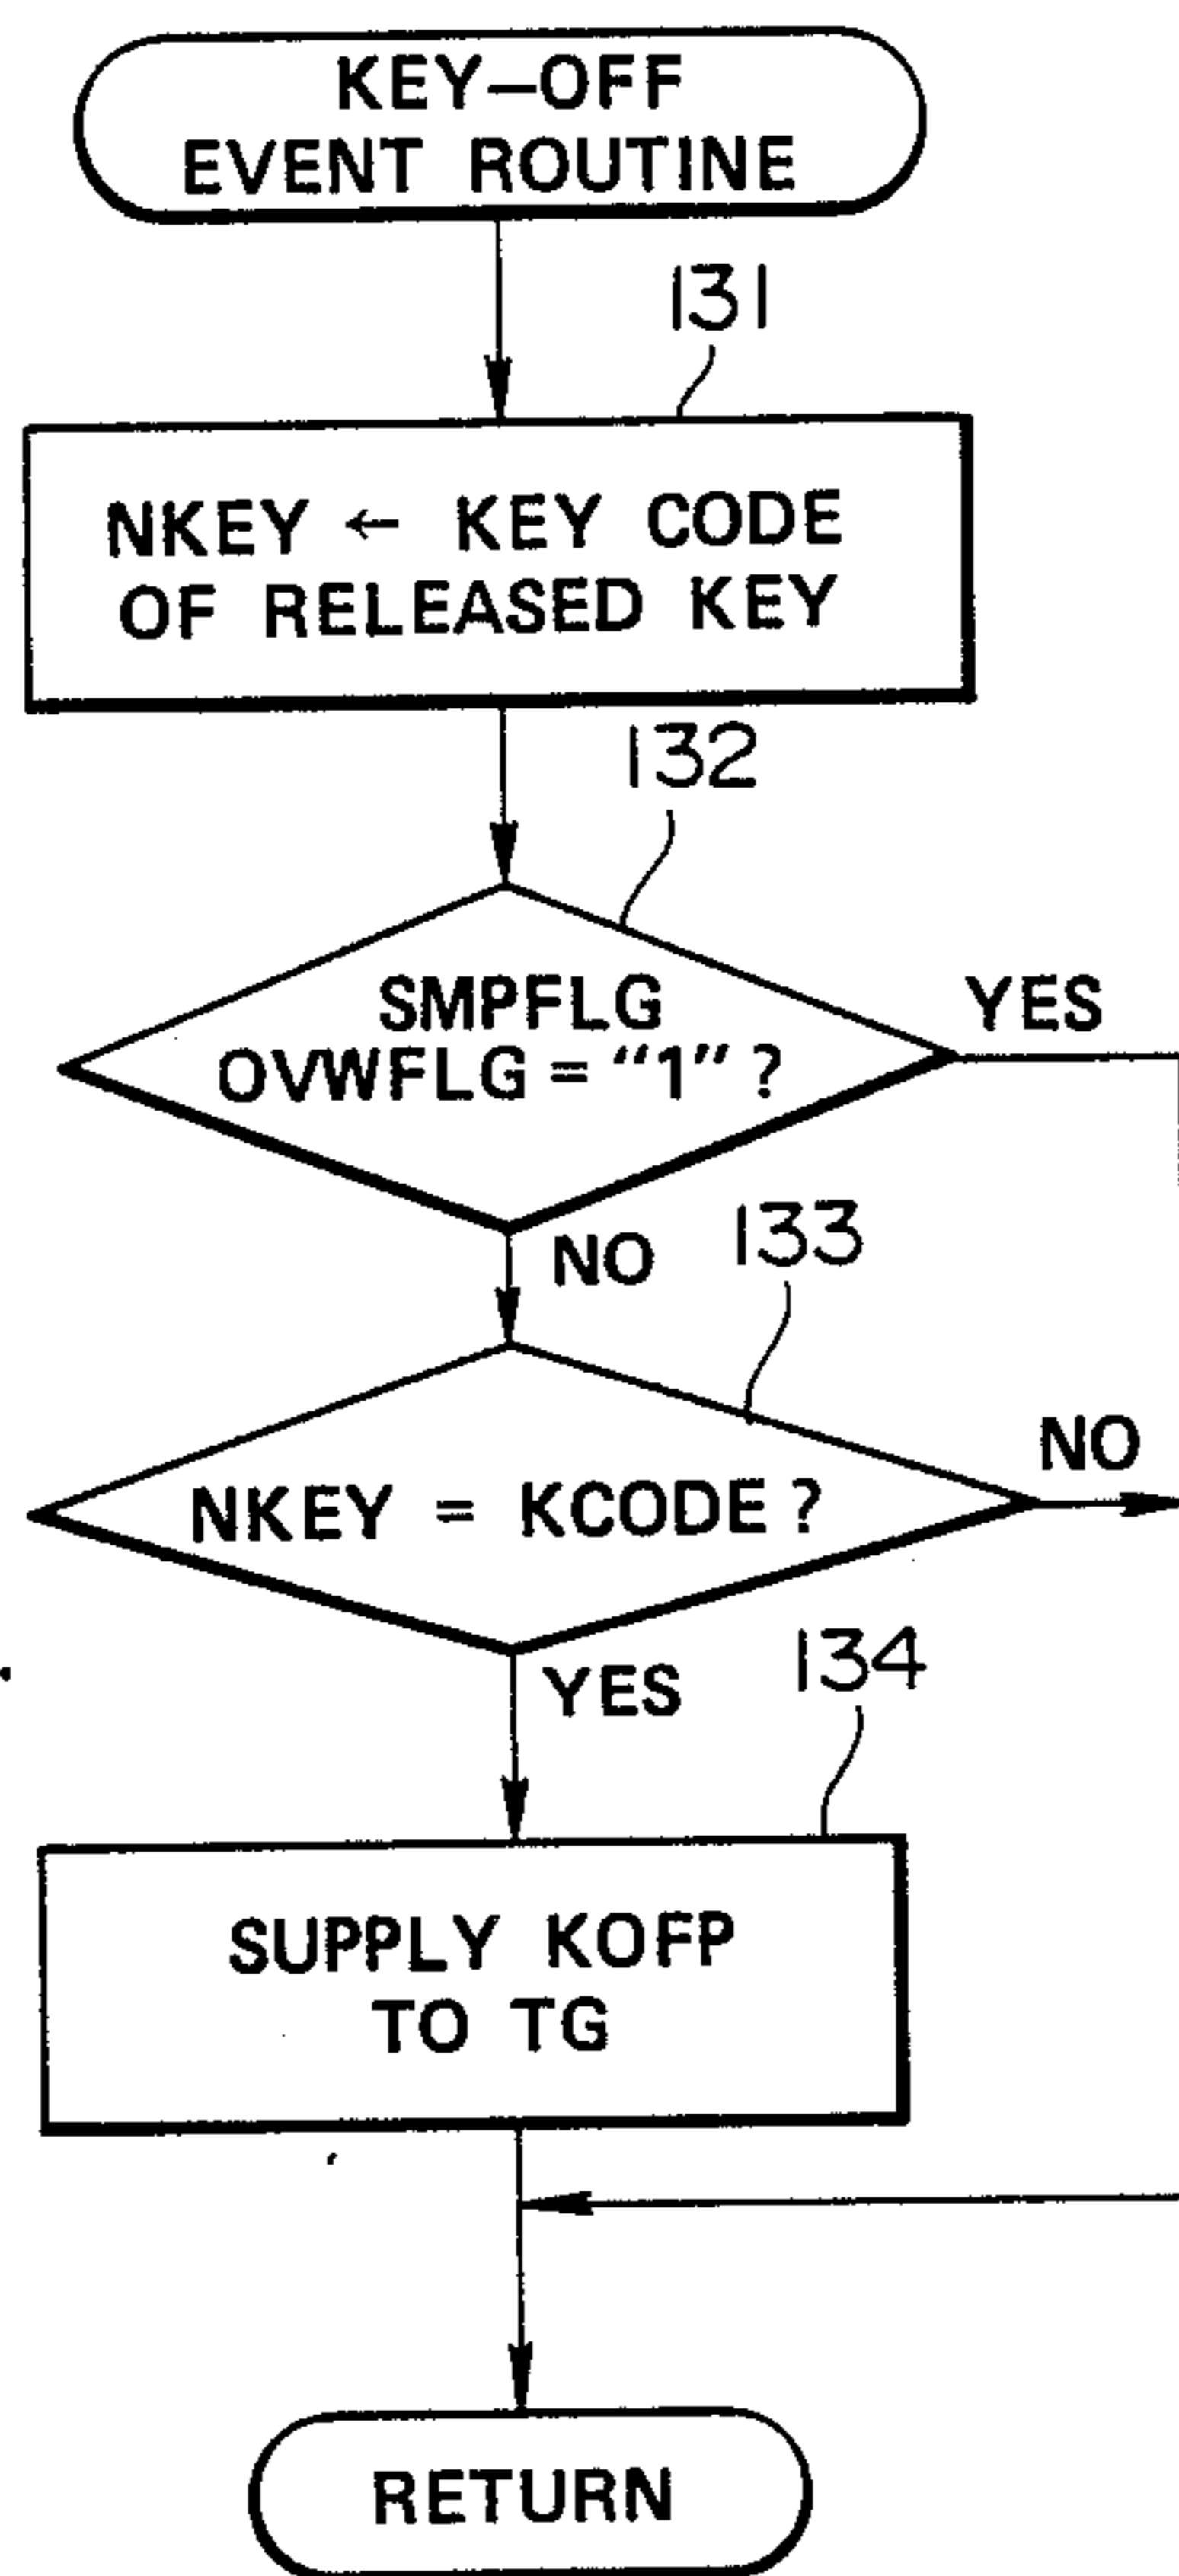 KEY–OFF
EVENT ROUTINE
131
NKEY ← KEY CODE
OF RELEASED KEY
132
SMPFLG
OVWFLG = “1” ?
YES
NO
133
NKEY = KCODE ?
NO
YES
134
SUPPLY KOFP
TO TG
RETURN